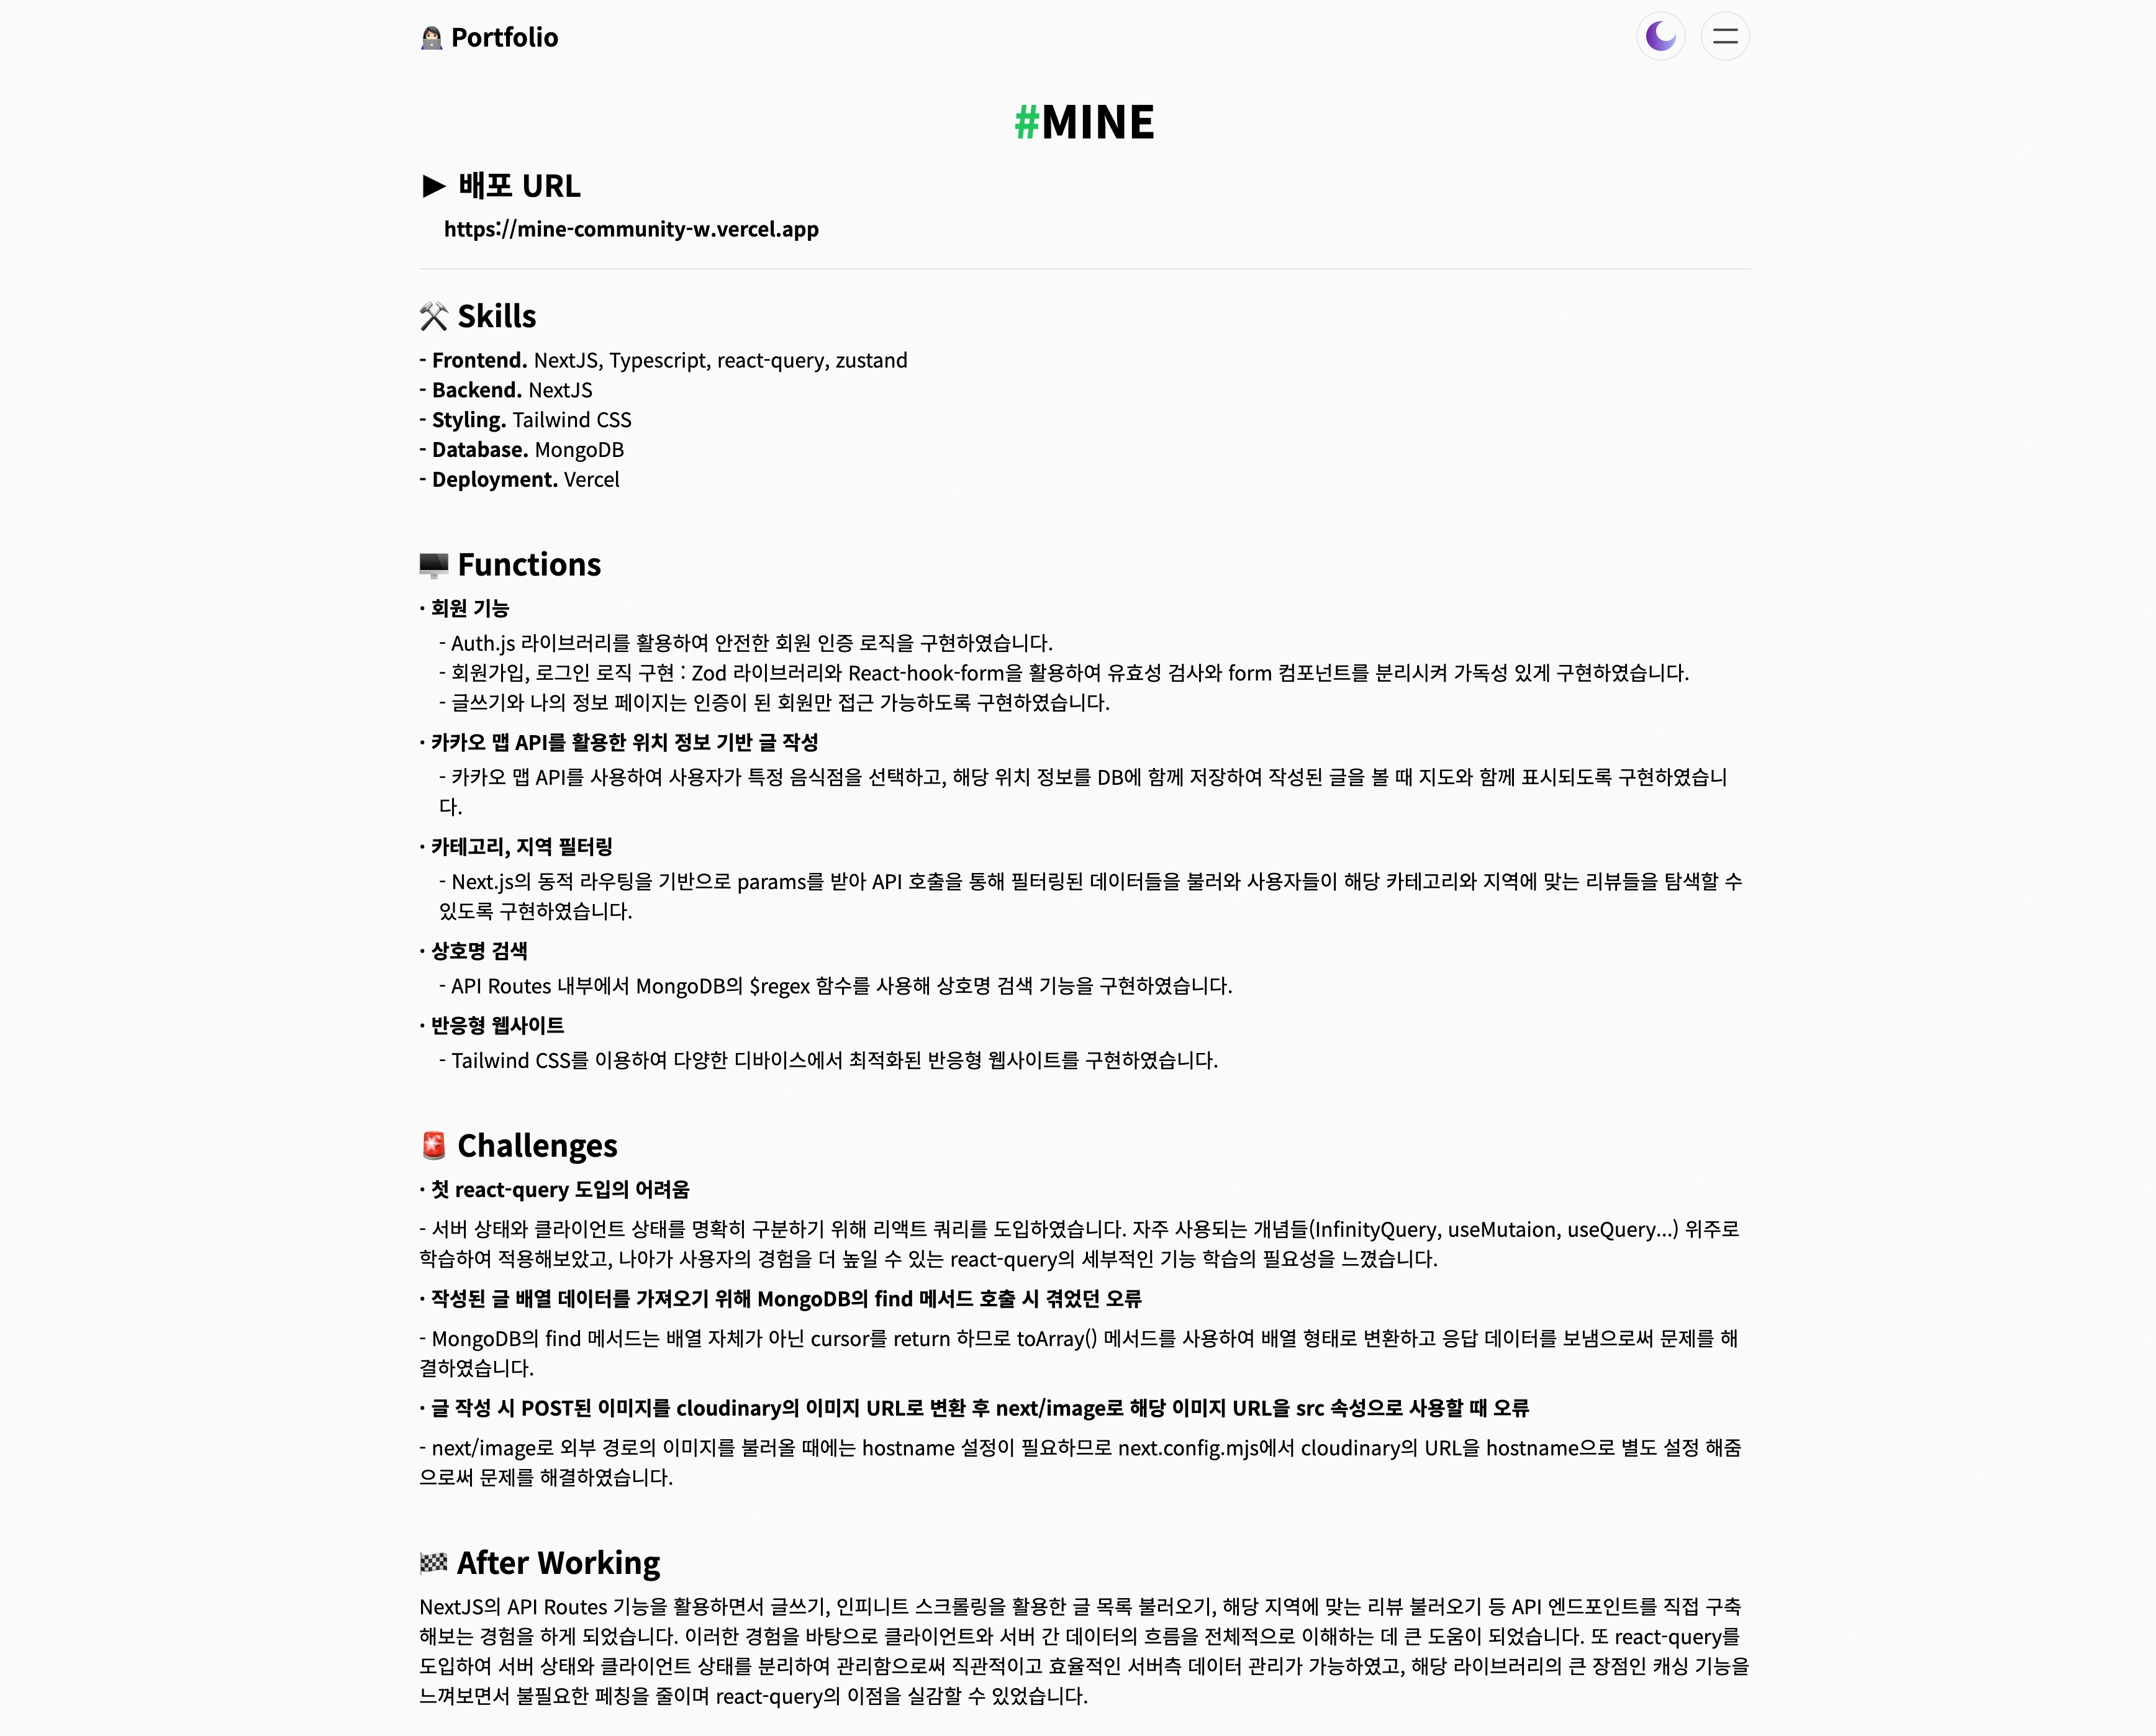 Portfolio
#MINE
▶ 배포 URL
https://mine-community-w.vercel.app
Skills
- Frontend. NextJS, Typescript, react-query, zustand
- Backend. NextJS
- Styling. Tailwind CSS
- Database. MongoDB
- Deployment. Vercel
Functions
· 회원 기능
- Auth.js 라이브러리를 활용하여 안전한 회원 인증 로직을 구현하였습니다.
- 회원가입, 로그인 로직 구현 : Zod 라이브러리와 React-hook-form을 활용하여 유효성 검사와 form 컴포넌트를 분리시켜 가독성 있게 구현하였습니다.
- 글쓰기와 나의 정보 페이지는 인증이 된 회원만 접근 가능하도록 구현하였습니다.
· 카카오 맵 API를 활용한 위치 정보 기반 글 작성
- 카카오 맵 API를 사용하여 사용자가 특정 음식점을 선택하고, 해당 위치 정보를 DB에 함께 저장하여 작성된 글을 볼 때 지도와 함께 표시되도록 구현하였습니
다.
· 카테고리, 지역 필터링
- Next.js의 동적 라우팅을 기반으로 params를 받아 API 호출을 통해 필터링된 데이터들을 불러와 사용자들이 해당 카테고리와 지역에 맞는 리뷰들을 탐색할 수
있도록 구현하였습니다.
· 상호명 검색
- API Routes 내부에서 MongoDB의 $regex 함수를 사용해 상호명 검색 기능을 구현하였습니다.
· 반응형 웹사이트
- Tailwind CSS를 이용하여 다양한 디바이스에서 최적화된 반응형 웹사이트를 구현하였습니다.
Challenges
· 첫 react-query 도입의 어려움
- 서버 상태와 클라이언트 상태를 명확히 구분하기 위해 리액트 쿼리를 도입하였습니다. 자주 사용되는 개념들(InfinityQuery, useMutaion, useQuery...) 위주로
학습하여 적용해보았고, 나아가 사용자의 경험을 더 높일 수 있는 react-query의 세부적인 기능 학습의 필요성을 느꼈습니다.
· 작성된 글 배열 데이터를 가져오기 위해 MongoDB의 find 메서드 호출 시 겪었던 오류
- MongoDB의 find 메서드는 배열 자체가 아닌 cursor를 return 하므로 toArray() 메서드를 사용하여 배열 형태로 변환하고 응답 데이터를 보냄으로써 문제를 해
결하였습니다.
· 글 작성 시 POST된 이미지를 cloudinary의 이미지 URL로 변환 후 next/image로 해당 이미지 URL을 src 속성으로 사용할 때 오류
- next/image로 외부 경로의 이미지를 불러올 때에는 hostname 설정이 필요하므로 next.config.mjs에서 cloudinary의 URL을 hostname으로 별도 설정 해줌
으로써 문제를 해결하였습니다.
After Working
NextJS의 API Routes 기능을 활용하면서 글쓰기, 인피니트 스크롤링을 활용한 글 목록 불러오기, 해당 지역에 맞는 리뷰 불러오기 등 API 엔드포인트를 직접 구축
해보는 경험을 하게 되었습니다. 이러한 경험을 바탕으로 클라이언트와 서버 간 데이터의 흐름을 전체적으로 이해하는 데 큰 도움이 되었습니다. 또 react-query를
도입하여 서버 상태와 클라이언트 상태를 분리하여 관리함으로써 직관적이고 효율적인 서버측 데이터 관리가 가능하였고, 해당 라이브러리의 큰 장점인 캐싱 기능을
느껴보면서 불필요한 페칭을 줄이며 react-query의 이점을 실감할 수 있었습니다.